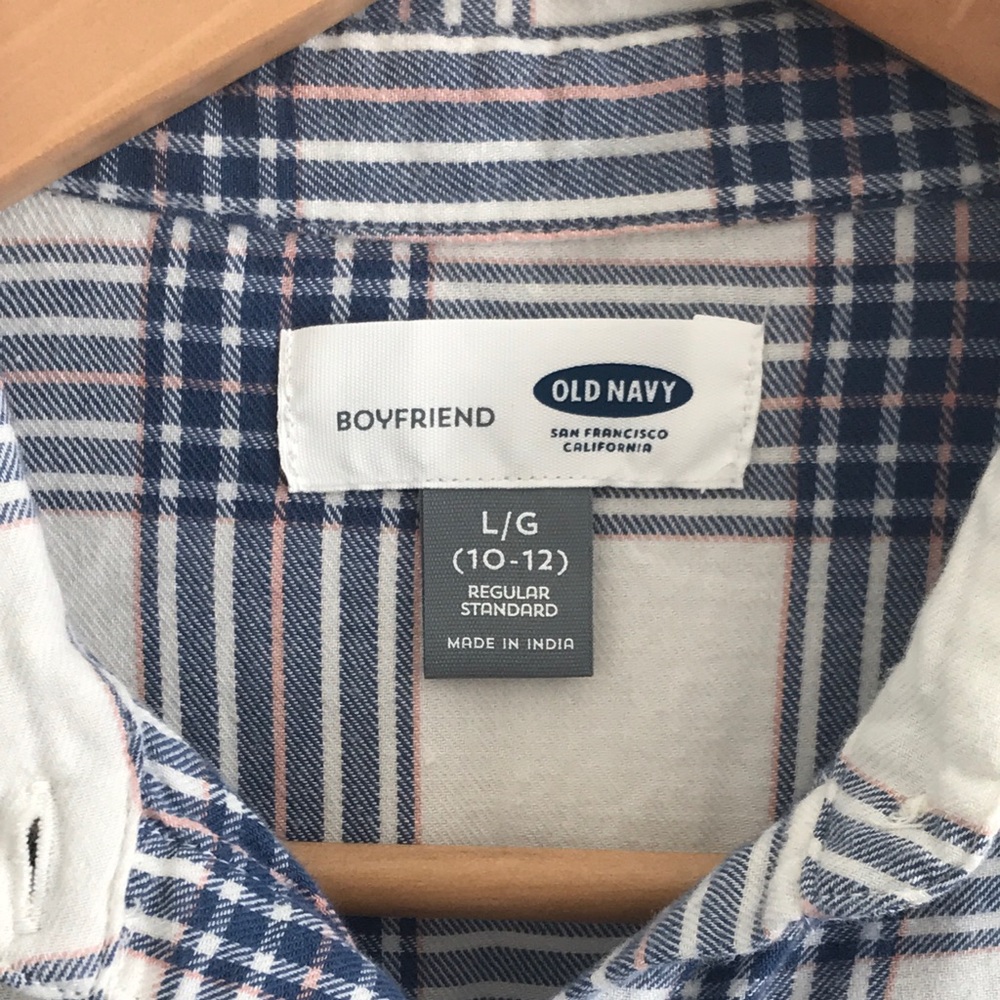 BOYFRIEND
OLD NAVY
SAN FRANCISCO
CALIFORNIA
L/G
(10-12)
REGULAR
STANDARD
MADE IN INDIA